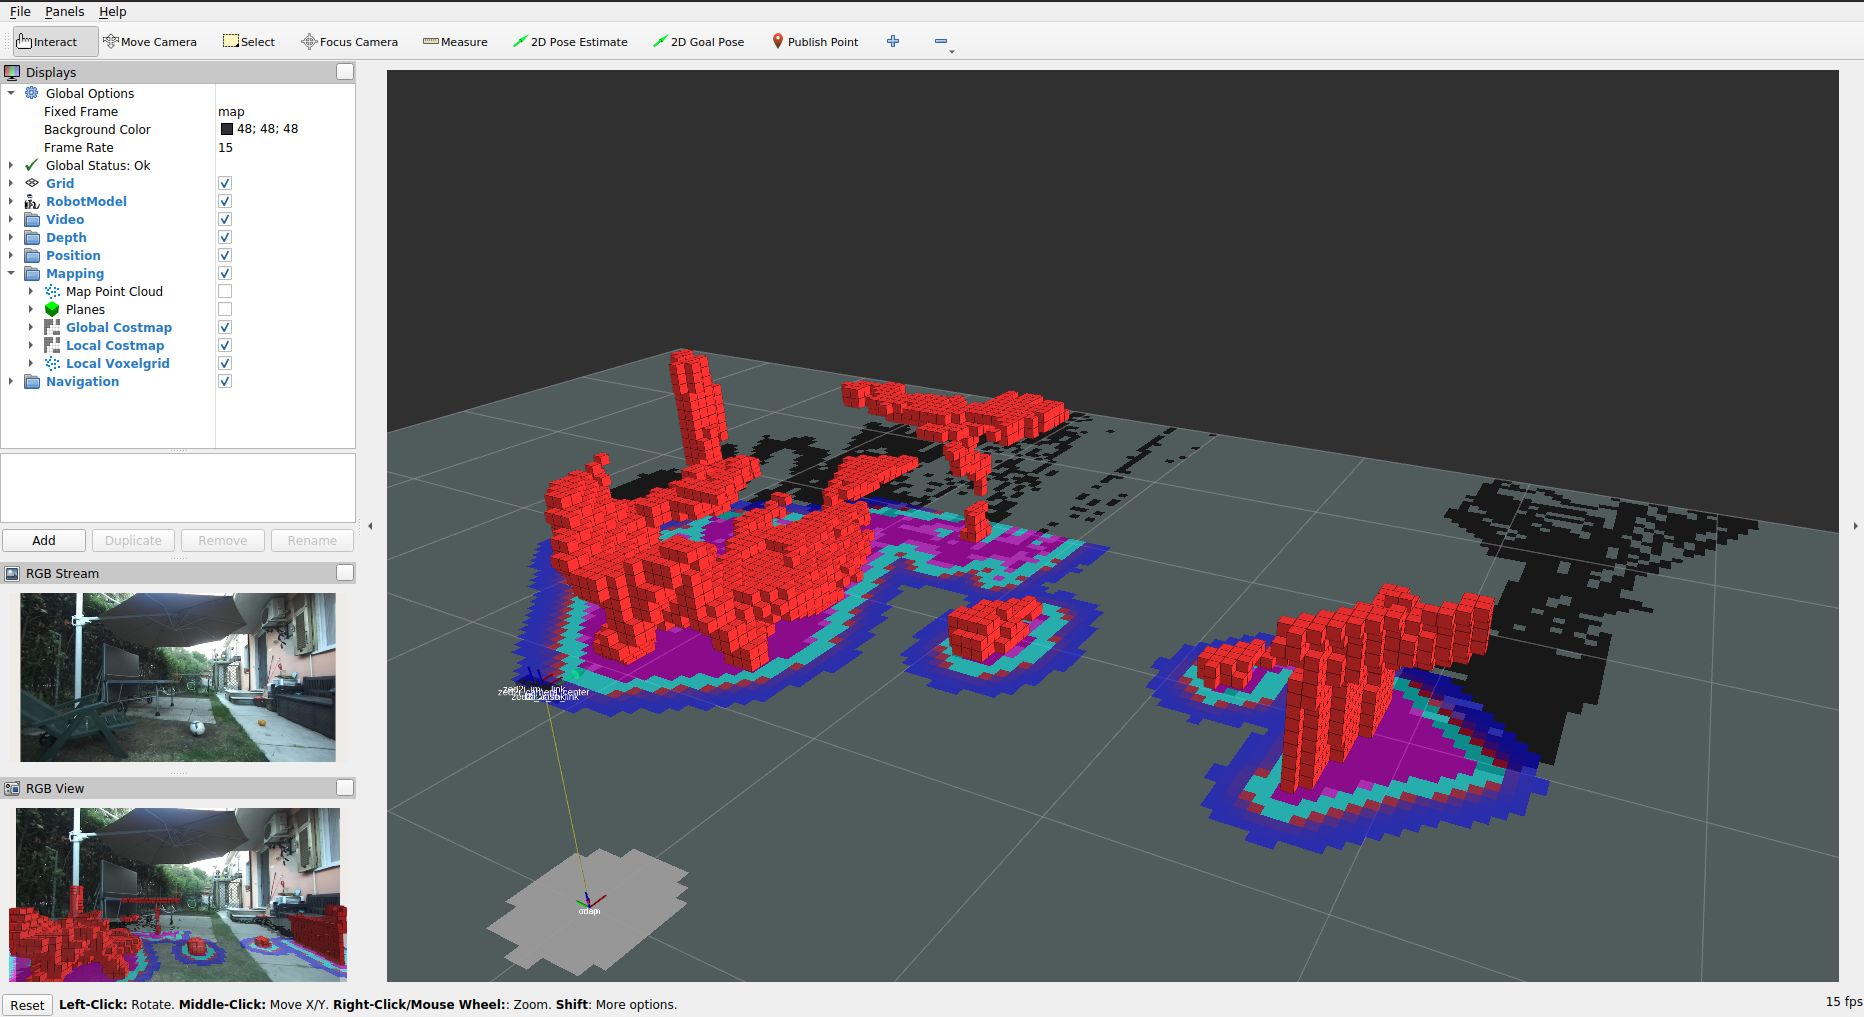 File Panels Help
Interact Move Camera Select Focus Camera Measure 2D Pose Estimate 2D Goal Pose Publish Point
Displays
Global Options
Fixed Frame map
Background Color 48; 48; 48
Frame Rate 15
Global Status: Ok
Grid
RobotModel
Video
Depth
Position
Mapping
Map Point Cloud
Planes
Global Costmap
Local Costmap
Local Voxelgrid
Navigation
Add Duplicate Remove Rename
RGB Stream
RGB View
Reset Left-Click: Rotate. Middle-Click: Move X/Y. Right-Click/Mouse Wheel:: Zoom. Shift: More options. 15 fps